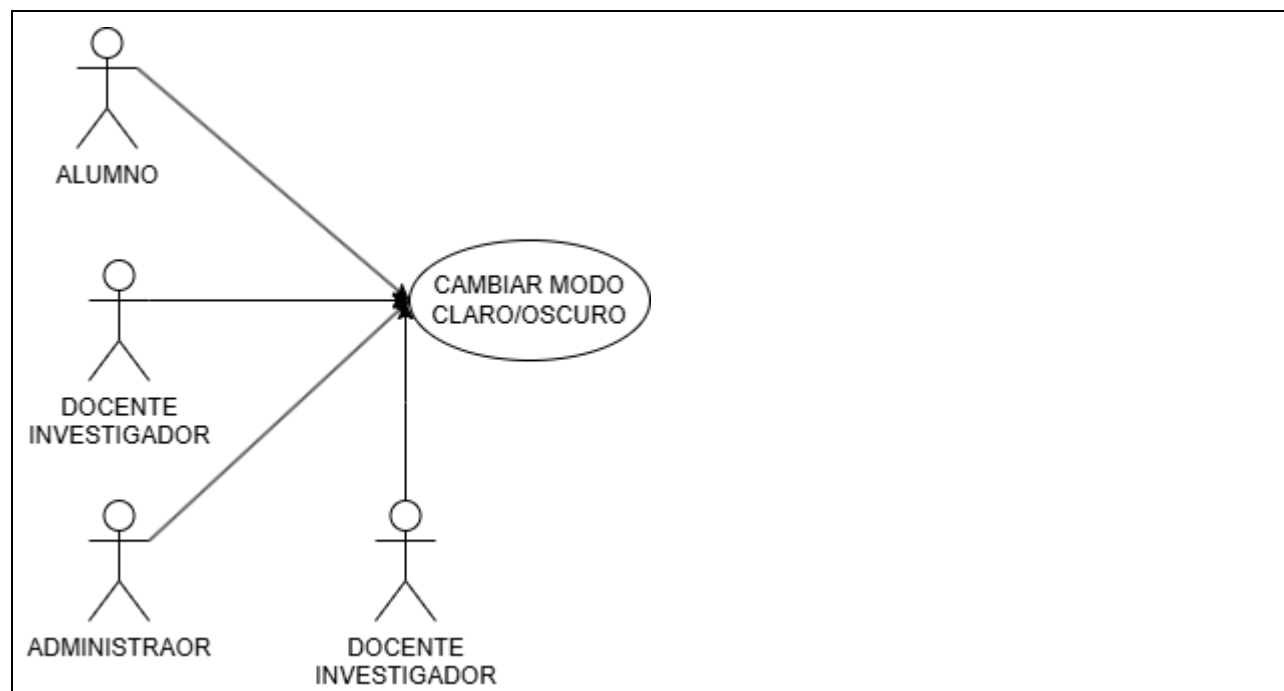 ALUMNO
CAMBIAR MODO
CLARO/OSCURO
DOCENTE
INVESTIGADOR
ADMINISTRAOR
DOCENTE
INVESTIGADOR